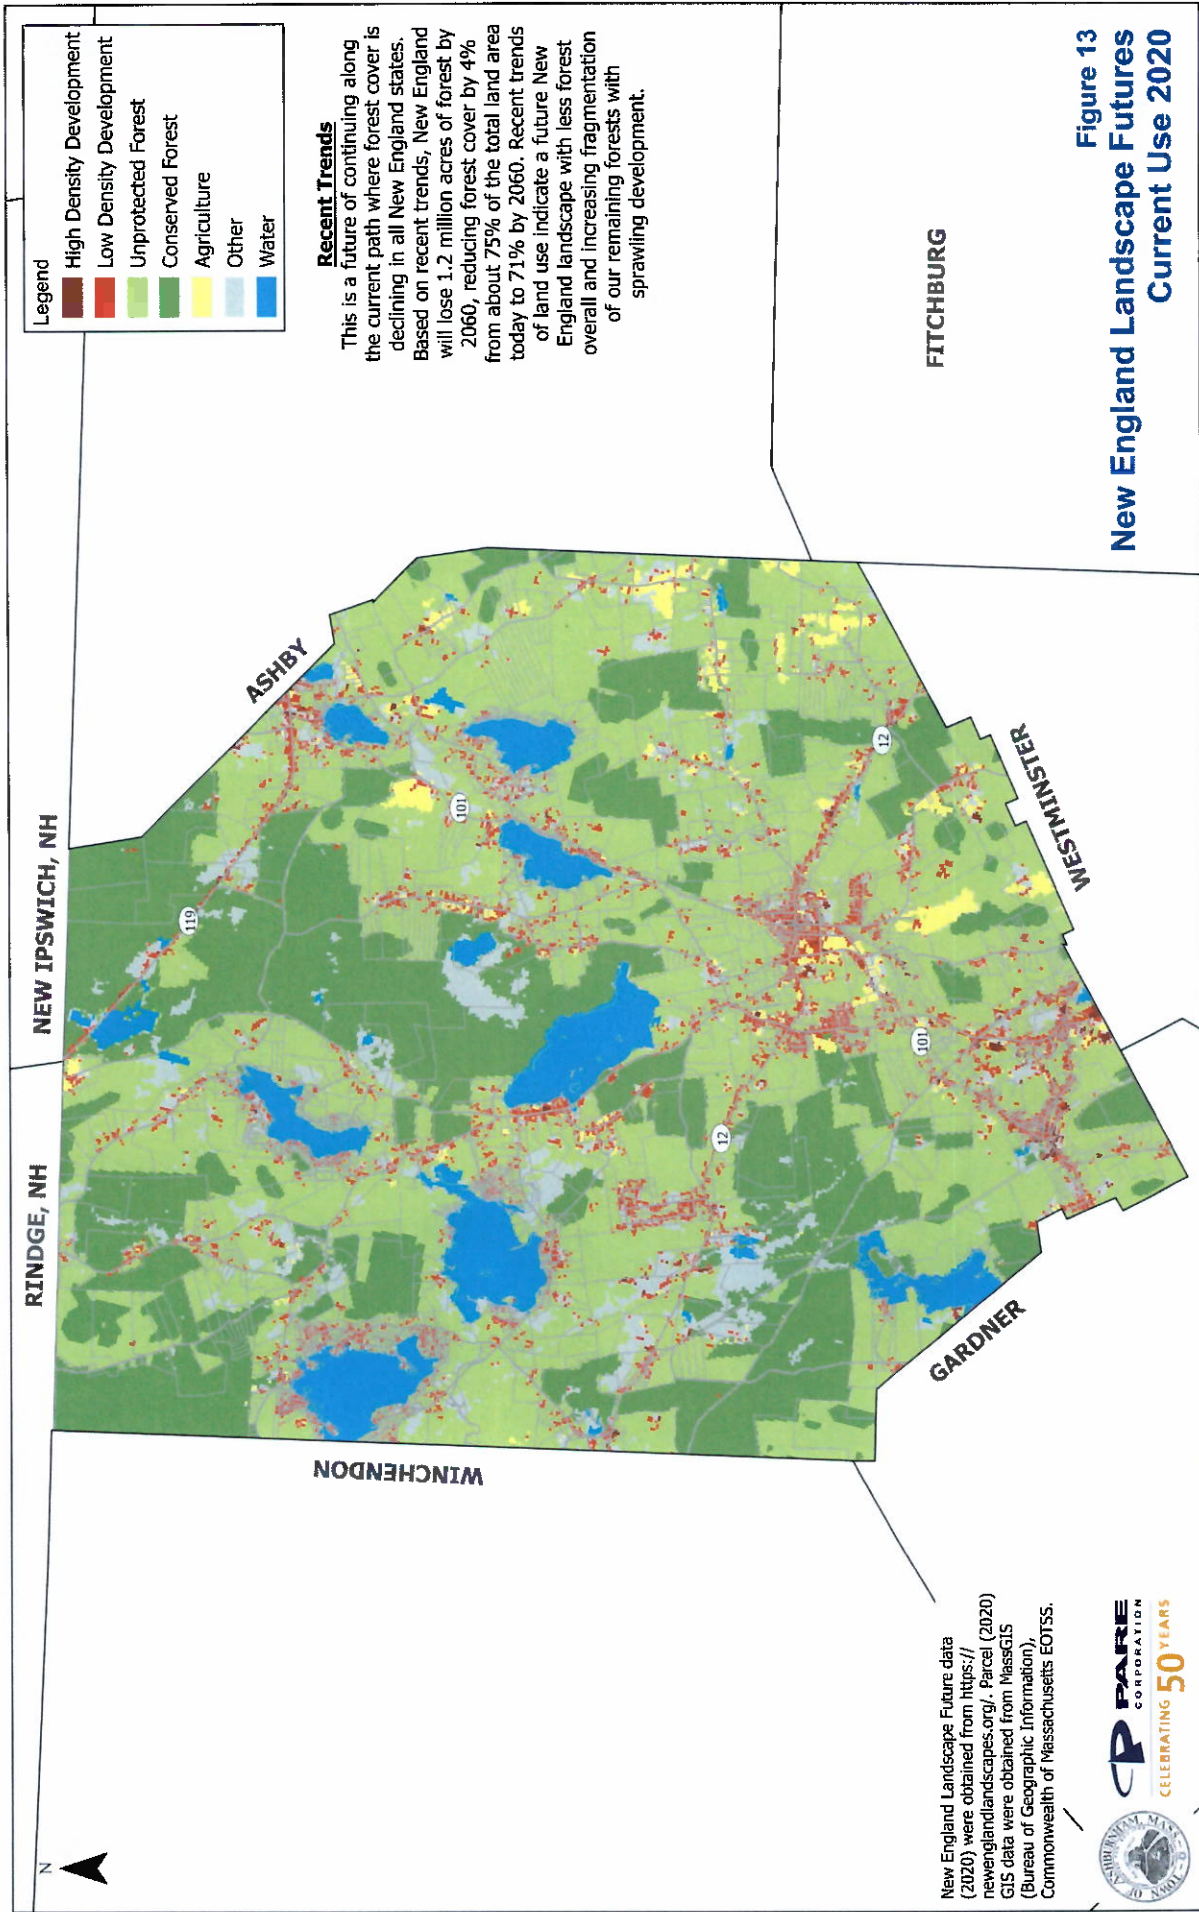 N
RINDGE, NH
NEW IPSWICH, NH
ASHBY
WINCHENDON
GARDNER
WESTMINSTER
FITCHBURG
119
101
12
12
101
Legend
High Density Development
Low Density Development
Unprotected Forest
Conserved Forest
Agriculture
Other
Water
Recent Trends
This is a future of continuing along
the current path where forest cover is
declining in all New England states.
Based on recent trends, New England
will lose 1.2 million acres of forest by
2060, reducing forest cover by 4%
from about 75% of the total land area
today to 71% by 2060. Recent trends
of land use indicate a future New
England landscape with less forest
overall and increasing fragmentation
of our remaining forests with
sprawling development.
New England Landscape Future data
(2020) were obtained from https://
newenglandlandscapes.org/. Parcel (2020)
GIS data were obtained from MassGIS
(Bureau of Geographic Information),
Commonwealth of Massachusetts EOTSS.
TOWN OF ASHBURNHAM, MASS
PARE
CORPORATION
CELEBRATING 50 YEARS
Figure 13
New England Landscape Futures
Current Use 2020